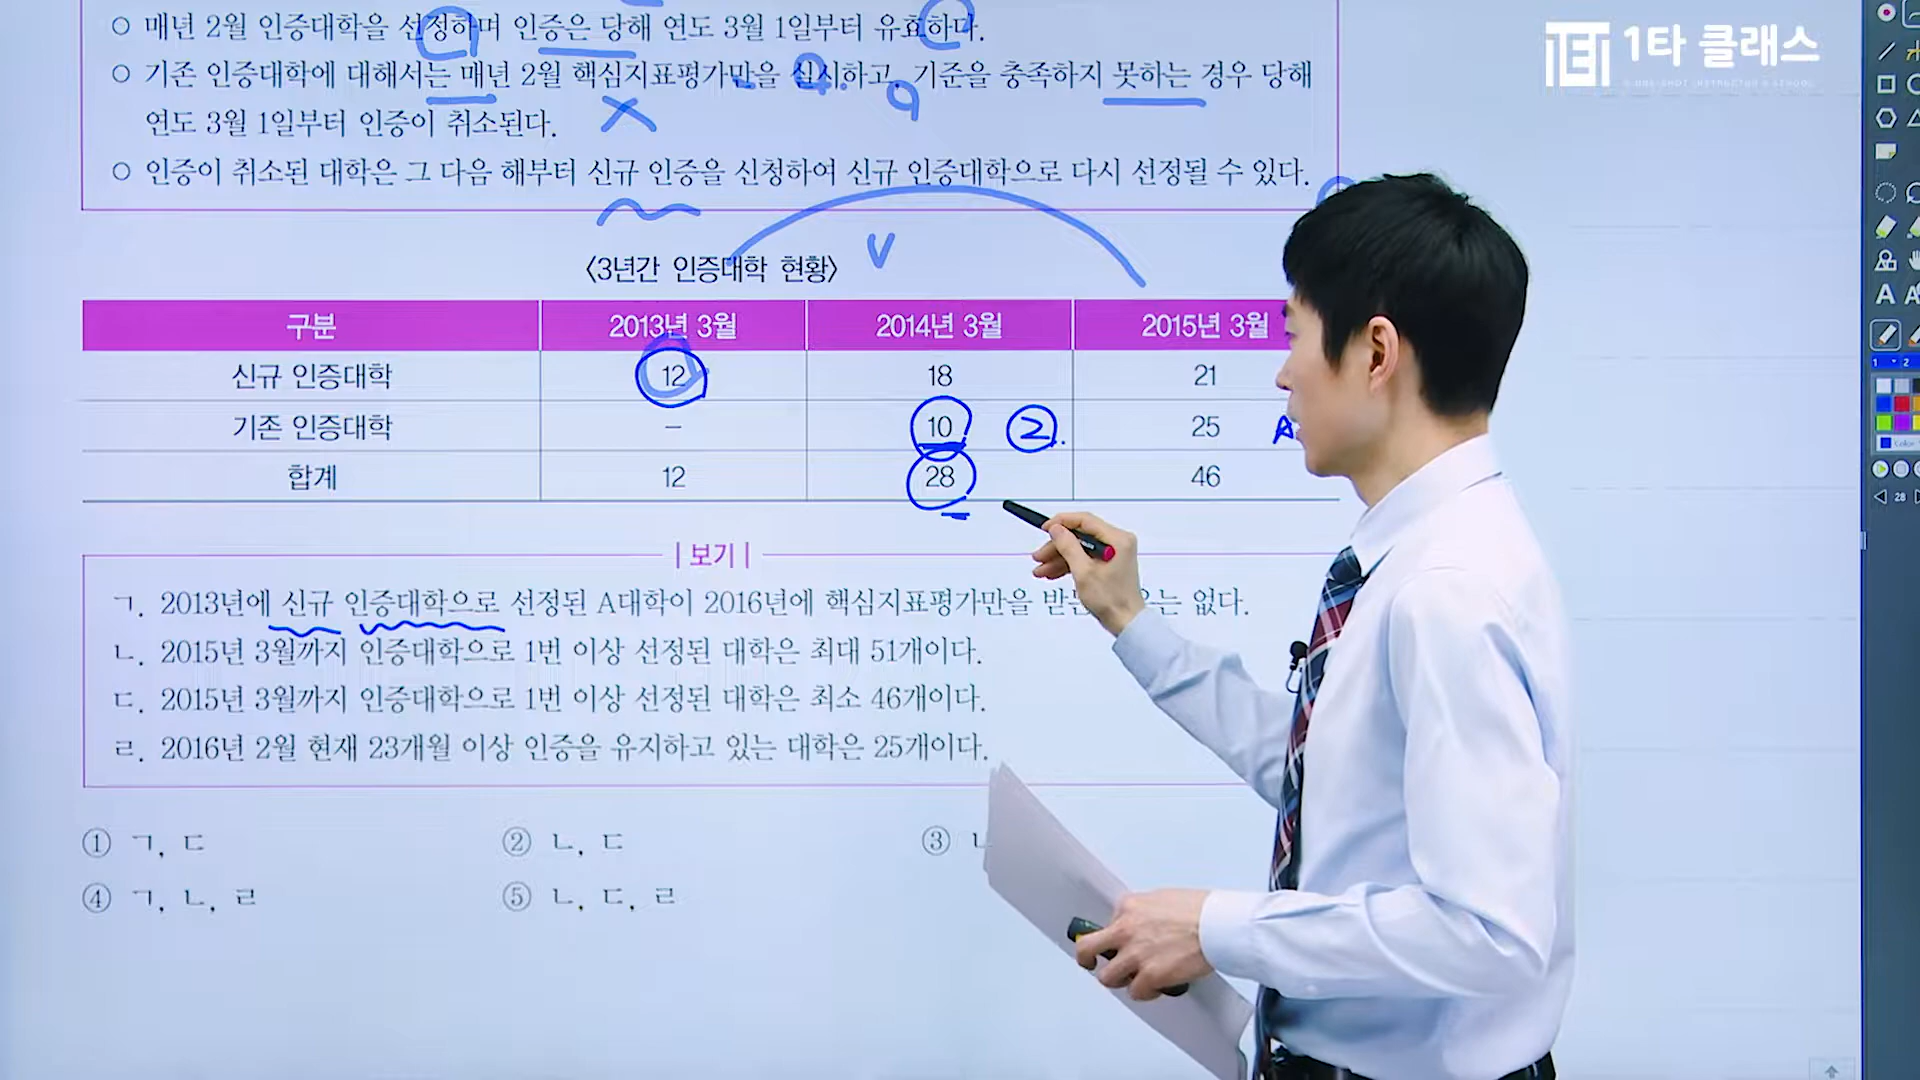 ○ 매년 2월 인증대학을 선정하며 인증은 당해 연도 3월 1일부터 유효하다.
○ 기존 인증대학에 대해서는 매년 2월 핵심지표평가만을 실시하고, 기준을 충족하지 못하는 경우 당해
연도 3월 1일부터 인증이 취소된다.
○ 인증이 취소된 대학은 그 다음 해부터 신규 인증을 신청하여 신규 인증대학으로 다시 선정될 수 있다.
1타 클래스
〈3년간 인증대학 현황〉
구분 2013년 3월 2014년 3월 2015년 3월
신규 인증대학 12 18 21
기존 인증대학 – 10 2. 25 A
합계 12 28 46
| 보기 |
ㄱ. 2013년에 신규 인증대학으로 선정된 A대학이 2016년에 핵심지표평가만을 는 없다.
ㄴ. 2015년 3월까지 인증대학으로 1번 이상 선정된 대학은 최대 51개이다.
ㄷ. 2015년 3월까지 인증대학으로 1번 이상 선정된 대학은 최소 46개이다.
ㄹ. 2016년 2월 현재 23개월 이상 인증을 유지하고 있는 대학은 25개이다.
① ㄱ, ㄷ ② ㄴ, ㄷ ③ ㄴ
④ ㄱ, ㄴ, ㄹ ⑤ ㄴ, ㄷ, ㄹ